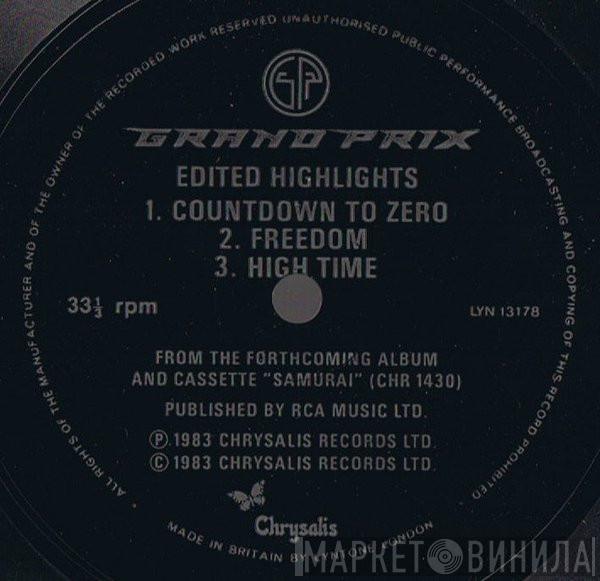 ALL RIGHTS OF THE MANUFACTURER AND OF THE OWNER OF THE RECORDED WORK RESERVED UNAUTHORISED PUBLIC PERFORMANCE BROADCASTING AND COPYING OF THIS RECORD PROHIBITED
GP
GRAND PRIX
EDITED HIGHLIGHTS
1. COUNTDOWN TO ZERO
2. FREEDOM
3. HIGH TIME
33⅓ rpm
LYN 13178
FROM THE FORTHCOMING ALBUM
AND CASSETTE "SAMURAI" (CHR 1430)
PUBLISHED BY RCA MUSIC LTD.
℗ 1983 CHRYSALIS RECORDS LTD.
© 1983 CHRYSALIS RECORDS LTD.
Chrysalis
MADE IN BRITAIN BY LYNTONE LONDON
МАРКЕТ ВИНИЛА